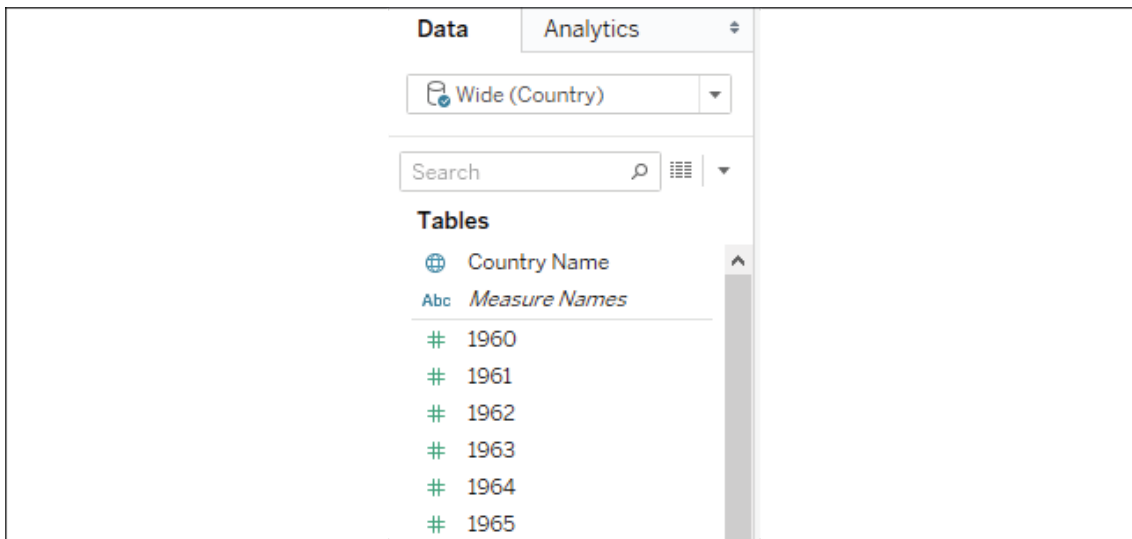 Data Analytics
Wide (Country)
Search
Tables
Country Name
Abc Measure Names
# 1960
# 1961
# 1962
# 1963
# 1964
# 1965